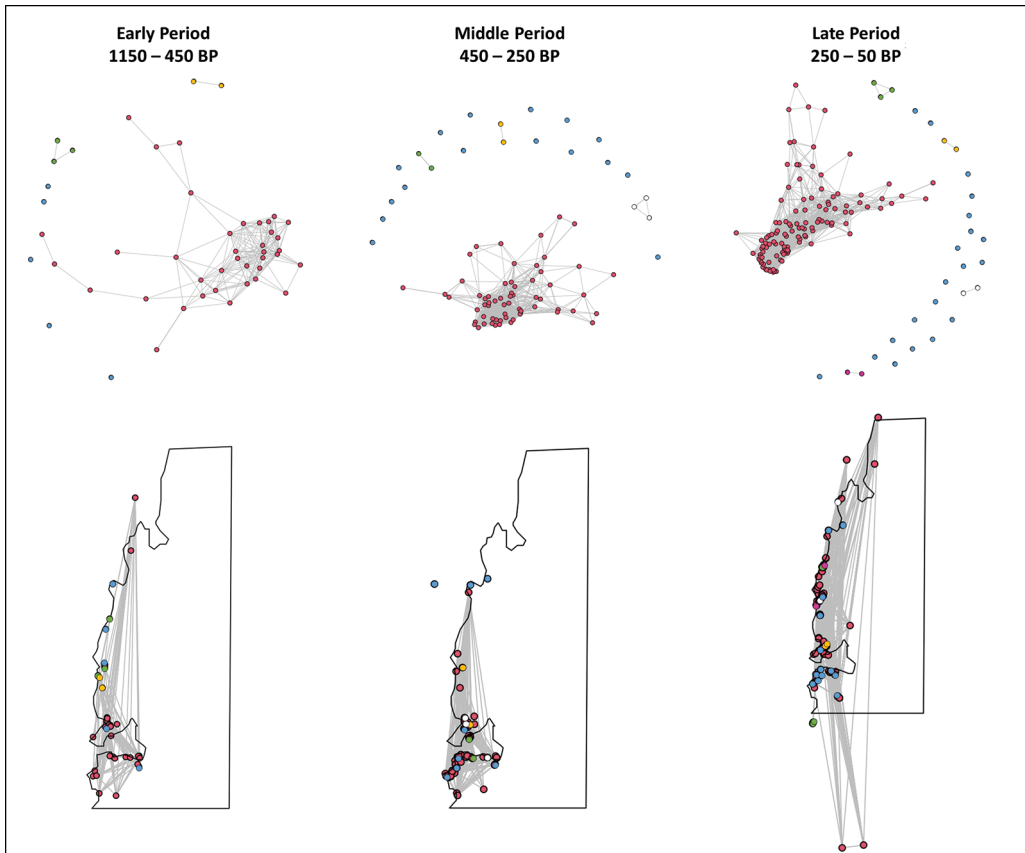 Early Period
1150 – 450 BP
Middle Period
450 – 250 BP
Late Period
250 – 50 BP